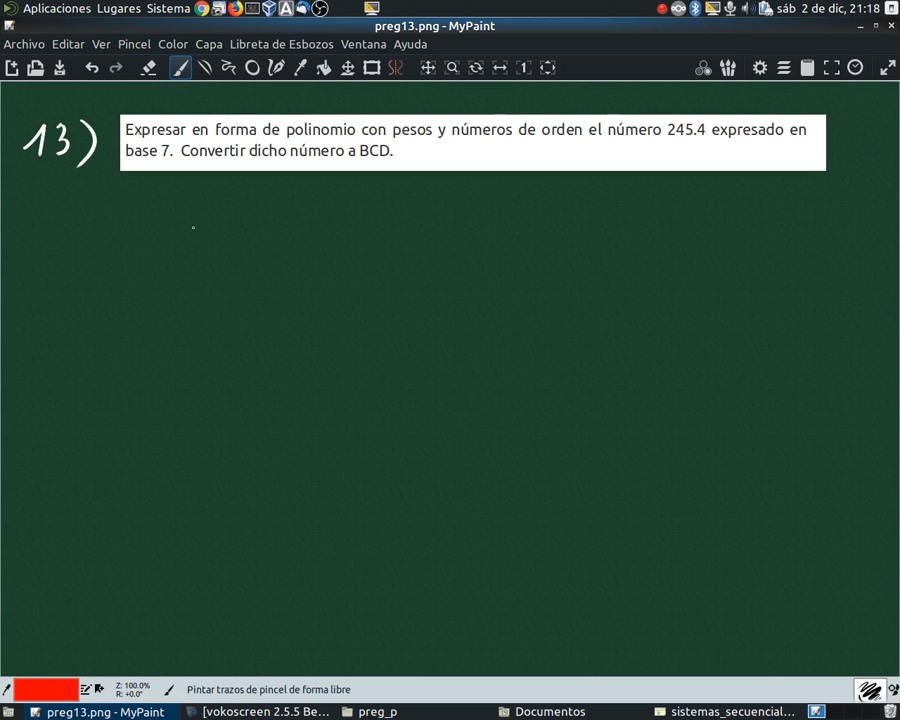 Aplicaciones Lugares Sistema
sáb 2 de dic, 21:18
preg13.png - MyPaint
Archivo Editar Ver Pincel Color Capa Libreta de Esbozos Ventana Ayuda
13)
Expresar en forma de polinomio con pesos y números de orden el número 245.4 expresado en
base 7. Convertir dicho número a BCD.
Z: 100.0%
R: +0.0°
Pintar trazos de pincel de forma libre
preg13.png - MyPaint
[vokoscreen 2.5.5 Be...
preg_p
Documentos
sistemas_secuencial...